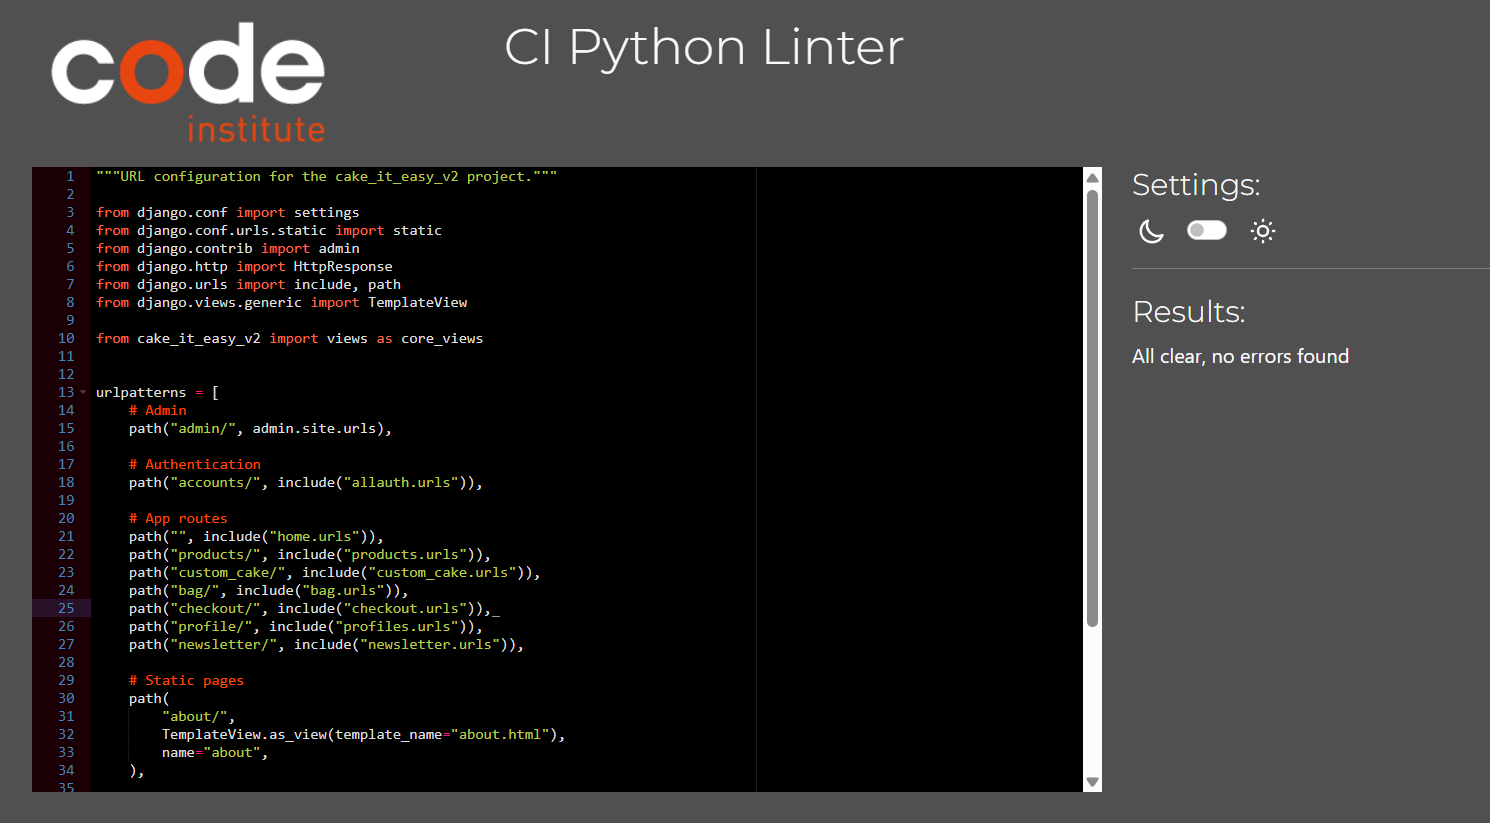 code
institute
CI Python Linter
1 """URL configuration for the cake_it_easy_v2 project."""
2
3 from django.conf import settings
4 from django.conf.urls.static import static
5 from django.contrib import admin
6 from django.http import HttpResponse
7 from django.urls import include, path
8 from django.views.generic import TemplateView
9
10 from cake_it_easy_v2 import views as core_views
11
12
13 urlpatterns = [
14     # Admin
15     path("admin/", admin.site.urls),
16
17     # Authentication
18     path("accounts/", include("allauth.urls")),
19
20     # App routes
21     path("", include("home.urls")),
22     path("products/", include("products.urls")),
23     path("custom_cake/", include("custom_cake.urls")),
24     path("bag/", include("bag.urls")),
25     path("checkout/", include("checkout.urls")),_
26     path("profile/", include("profiles.urls")),
27     path("newsletter/", include("newsletter.urls")),
28
29     # Static pages
30     path(
31         "about/",
32         TemplateView.as_view(template_name="about.html"),
33         name="about",
34     ),
35
Settings:
Results:
All clear, no errors found